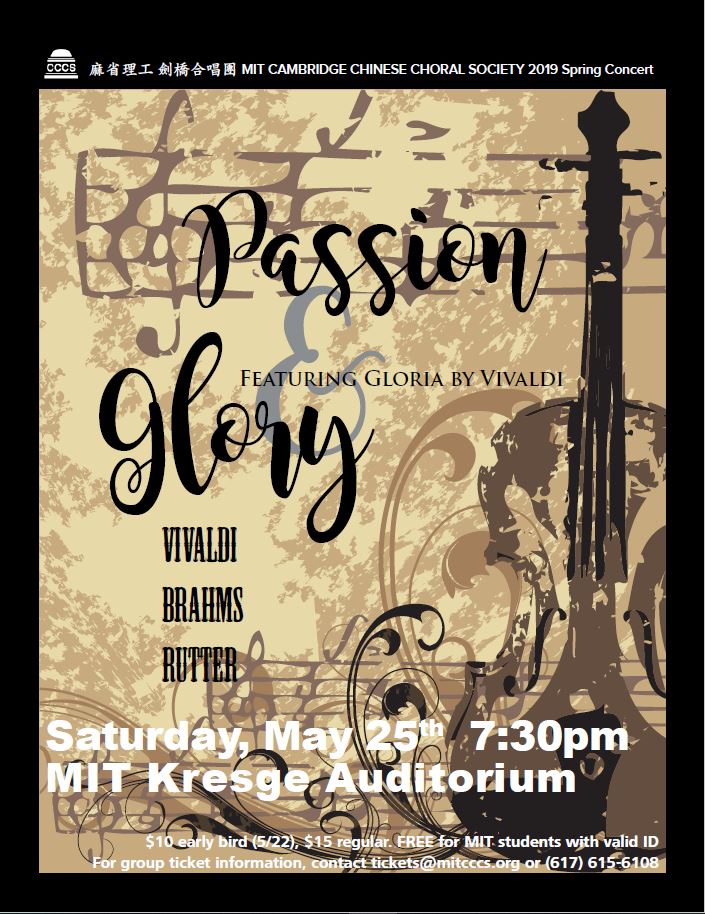 CCCS
麻省理工 劍橋合唱團 MIT CAMBRIDGE CHINESE CHORAL SOCIETY 2019 Spring Concert
Passion
&
Glory
FEATURING GLORIA BY VIVALDI
VIVALDI
BRAHMS
RUTTER
Saturday, May 25th 7:30pm
MIT Kresge Auditorium
$10 early bird (5/22), $15 regular. FREE for MIT students with valid ID
For group ticket information, contact tickets@mitcccs.org or (617) 615-6108